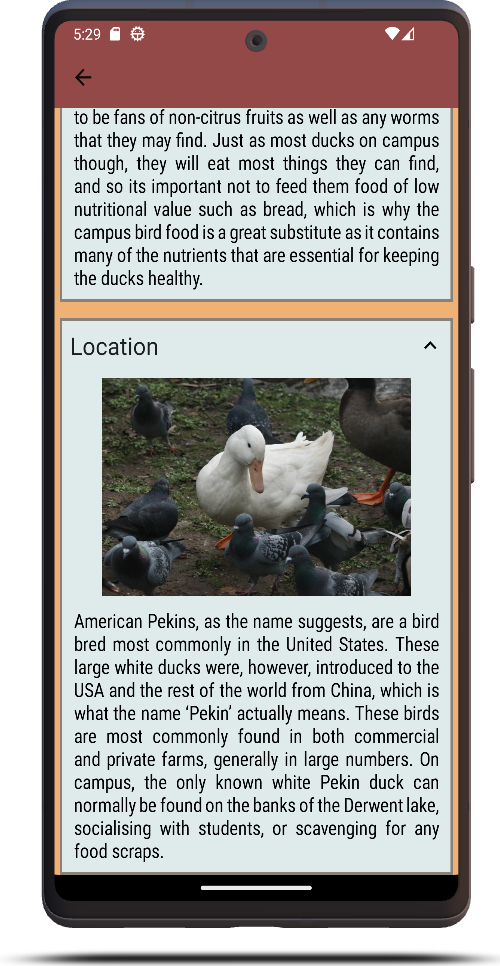 5:29
to be fans of non-citrus fruits as well as any worms
that they may find. Just as most ducks on campus
though, they will eat most things they can find,
and so its important not to feed them food of low
nutritional value such as bread, which is why the
campus bird food is a great substitute as it contains
many of the nutrients that are essential for keeping
the ducks healthy.
Location
American Pekins, as the name suggests, are a bird
bred most commonly in the United States. These
large white ducks were, however, introduced to the
USA and the rest of the world from China, which is
what the name ‘Pekin’ actually means. These birds
are most commonly found in both commercial
and private farms, generally in large numbers. On
campus, the only known white Pekin duck can
normally be found on the banks of the Derwent lake,
socialising with students, or scavenging for any
food scraps.